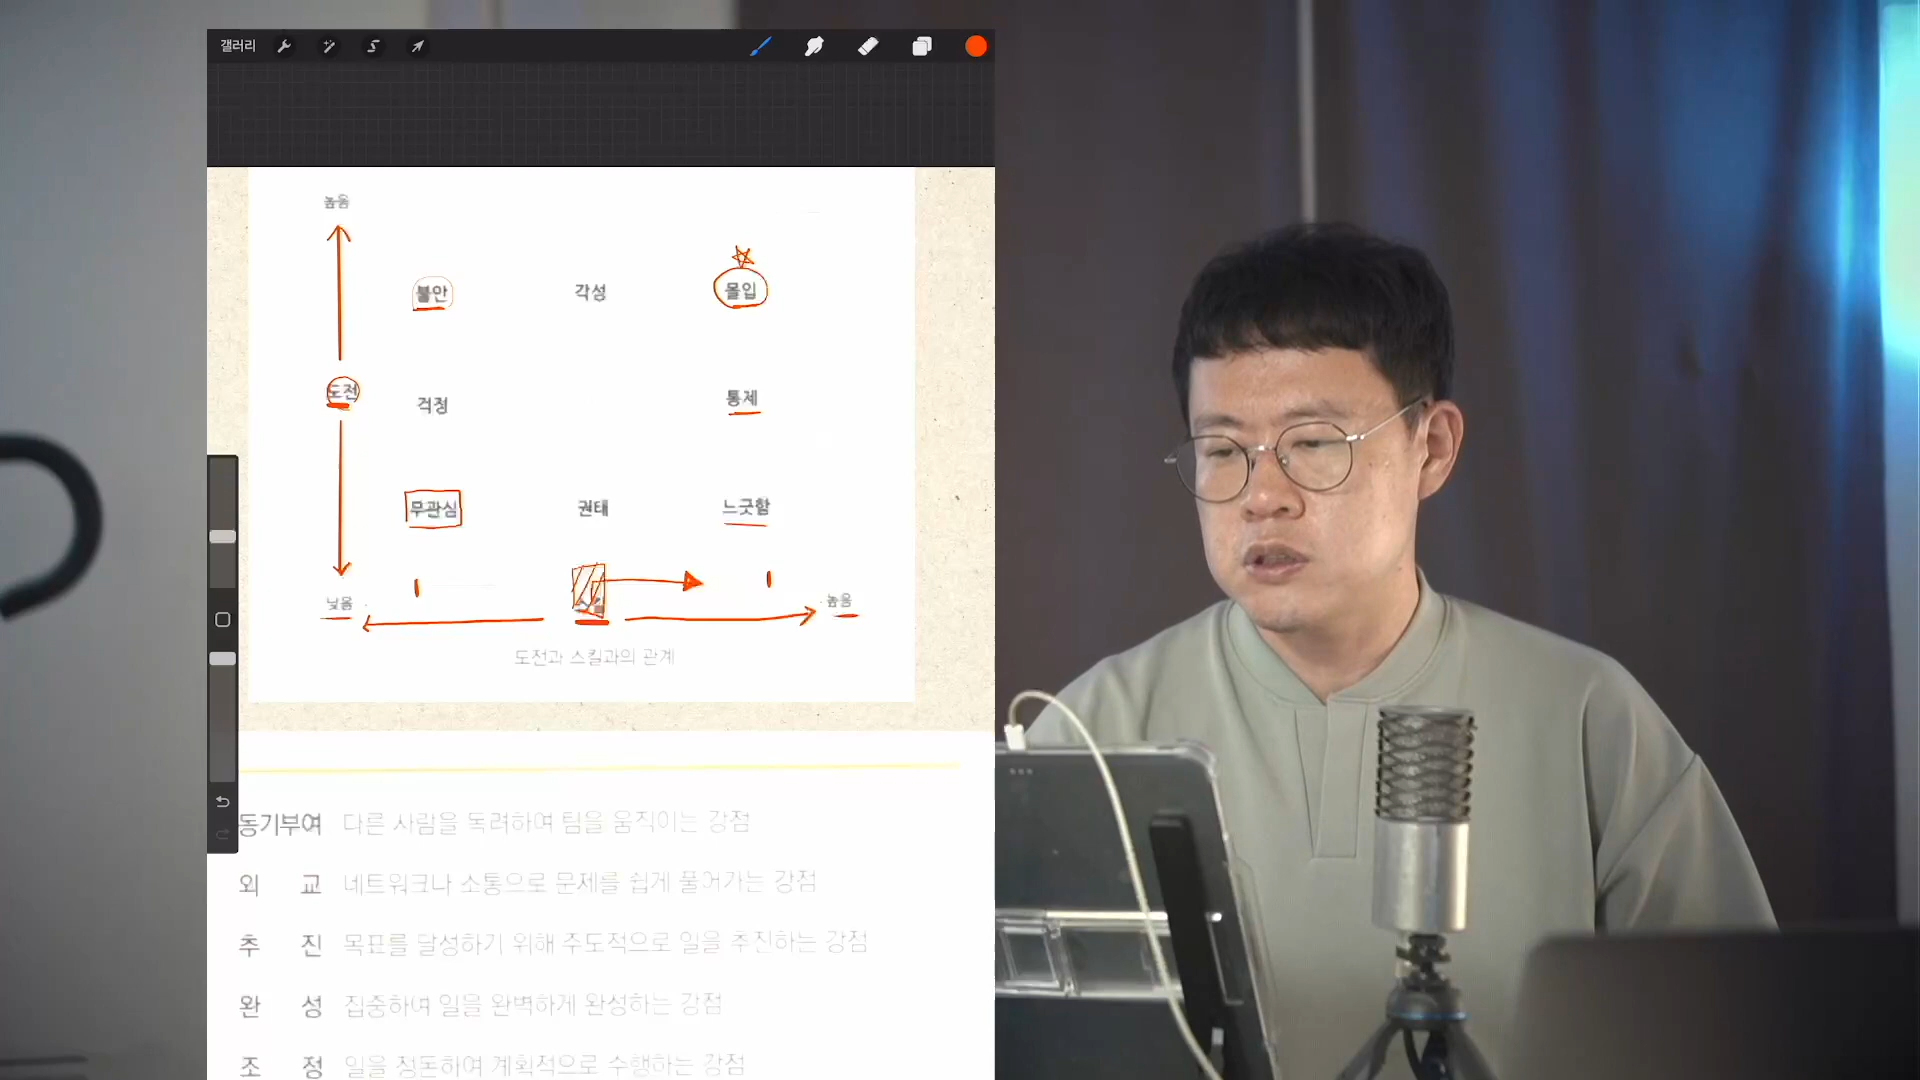 갤러리
높음
불안 각성 몰입
도전
걱정 통제
무관심 권태 느긋함
낮음 스킬 높음
도전과 스킬과의 관계
동기부여 다른 사람을 독려하여 팀을 움직이는 강점
외 교 네트워크나 소통으로 문제를 쉽게 풀어가는 강점
추 진 목표를 달성하기 위해 주도적으로 일을 추진하는 강점
완 성 집중하여 일을 완벽하게 완성하는 강점
조 정 일을 정돈하여 계획적으로 수행하는 강점